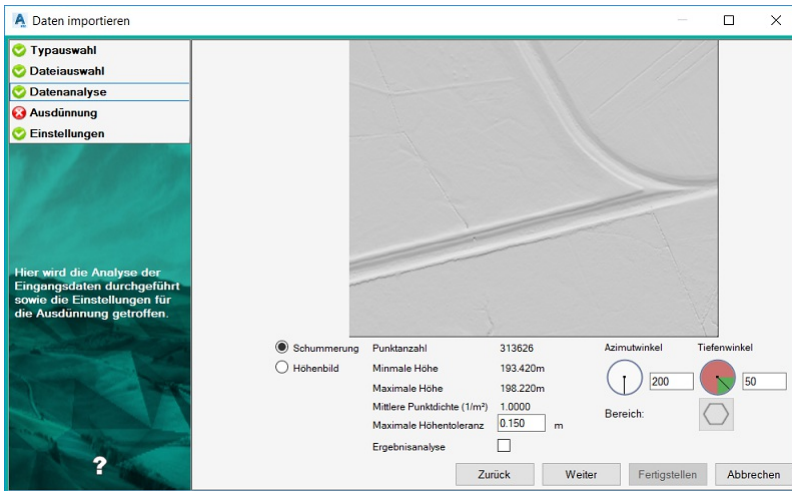 Daten importieren
Typauswahl
Dateiauswahl
Datenanalyse
Ausdünnung
Einstellungen
Hier wird die Analyse der
Eingangsdaten durchgeführt
sowie die Einstellungen für
die Ausdünnung getroffen.
?
Schummerung
Höhenbild
Punktanzahl 313626
Minmale Höhe 193.420m
Maximale Höhe 198.220m
Mittlere Punktdichte (1/m²) 1.0000
Maximale Höhentoleranz 0.150 m
Ergebnisanalyse
Azimutwinkel Tiefenwinkel
200 50
Bereich:
Zurück Weiter Fertigstellen Abbrechen